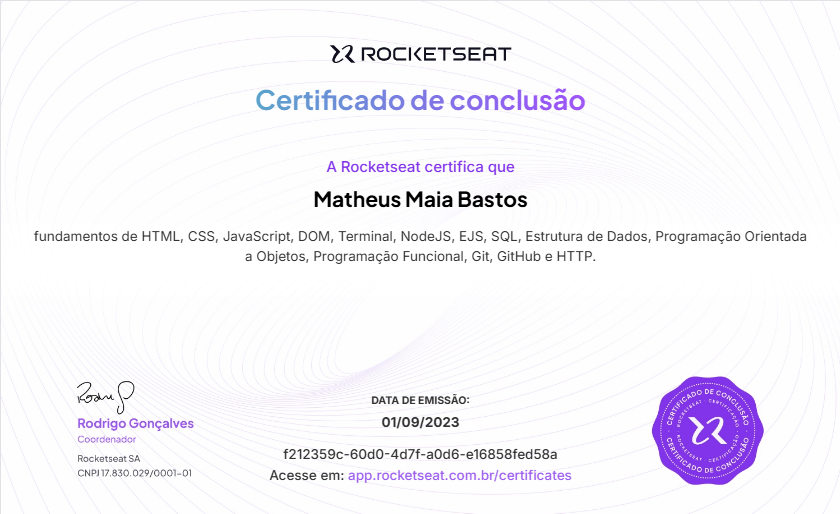 ROCKETSEAT
Certificado de conclusão
A Rocketseat certifica que
Matheus Maia Bastos
fundamentos de HTML, CSS, JavaScript, DOM, Terminal, NodeJS, EJS, SQL, Estrutura de Dados, Programação Orientada
a Objetos, Programação Funcional, Git, GitHub e HTTP.
Rodrigo Gonçalves
Coordenador
Rocketseat SA
CNPJ 17.830.029/0001-01
DATA DE EMISSÃO:
01/09/2023
f212359c-60d0-4d7f-a0d6-e16858fed58a
Acesse em: app.rocketseat.com.br/certificates
CERTIFICADO DE CONCLUSÃO
ROCKETSEAT · CERTIFICAÇÃO
ROCKETSEAT · CERTIFICAÇÃO
CERTIFICADO DE CONCLUSÃO